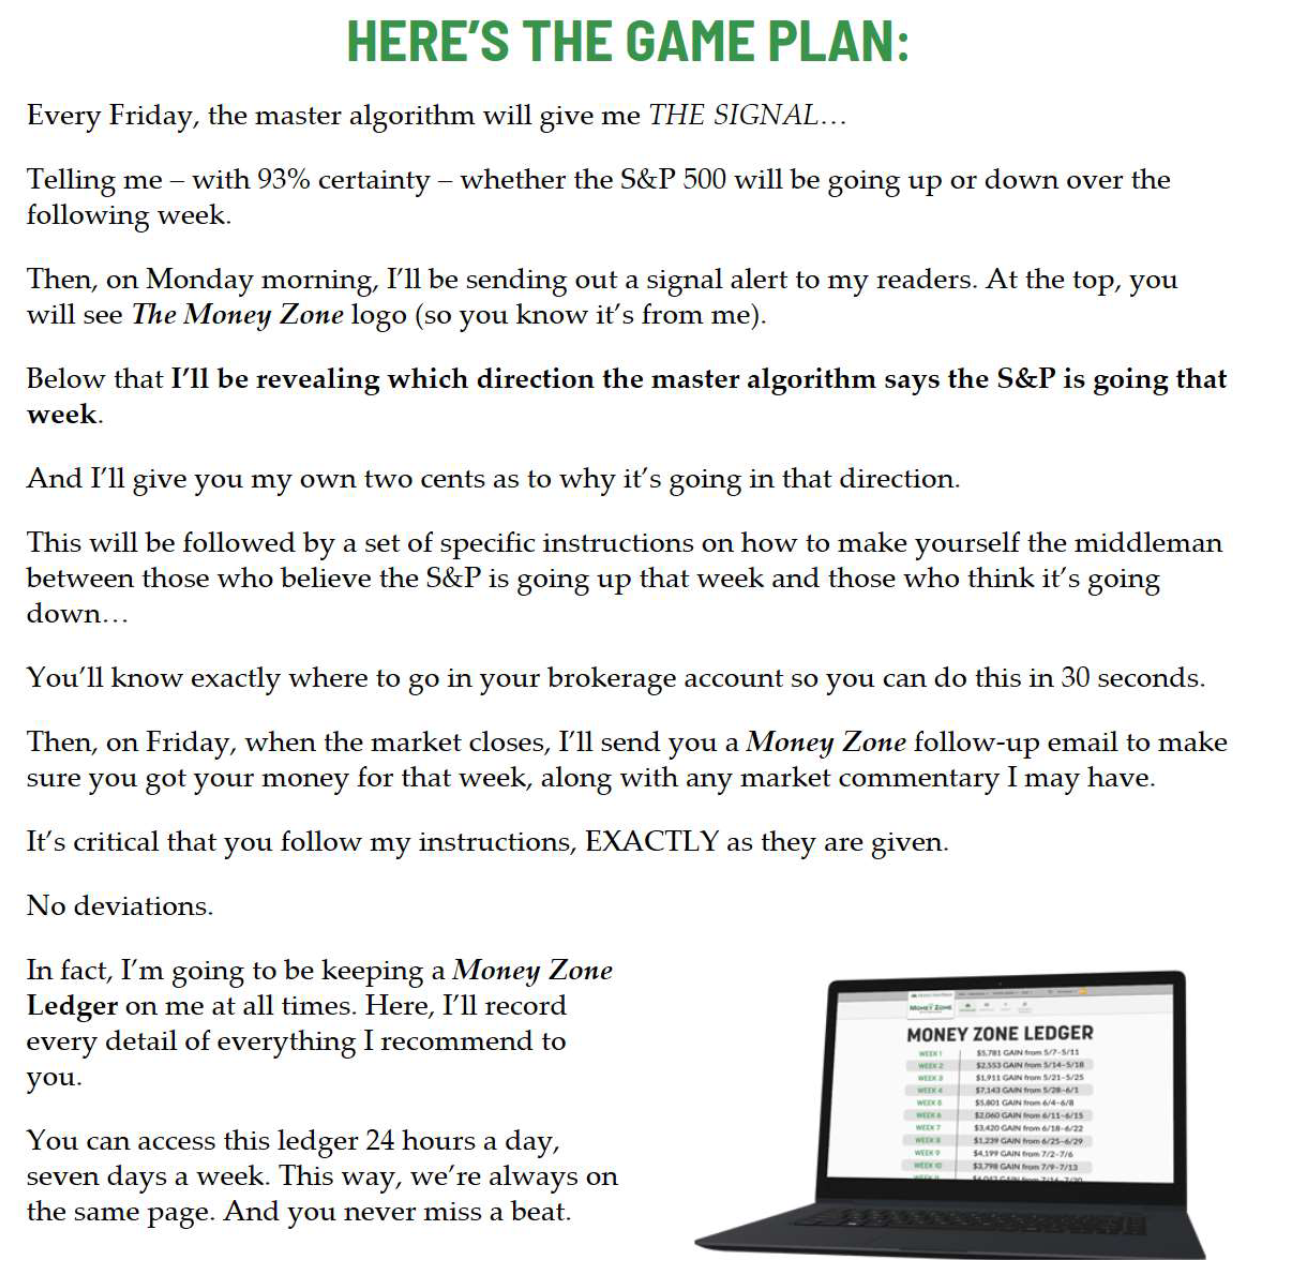 HERE’S THE GAME PLAN:
Every Friday, the master algorithm will give me THE SIGNAL…
Telling me – with 93% certainty – whether the S&P 500 will be going up or down over the
following week.
Then, on Monday morning, I’ll be sending out a signal alert to my readers. At the top, you
will see The Money Zone logo (so you know it’s from me).
Below that I’ll be revealing which direction the master algorithm says the S&P is going that
week.
And I’ll give you my own two cents as to why it’s going in that direction.
This will be followed by a set of specific instructions on how to make yourself the middleman
between those who believe the S&P is going up that week and those who think it’s going
down…
You’ll know exactly where to go in your brokerage account so you can do this in 30 seconds.
Then, on Friday, when the market closes, I’ll send you a Money Zone follow-up email to make
sure you got your money for that week, along with any market commentary I may have.
It’s critical that you follow my instructions, EXACTLY as they are given.
No deviations.
In fact, I’m going to be keeping a Money Zone
Ledger on me at all times. Here, I’ll record
every detail of everything I recommend to
you.
You can access this ledger 24 hours a day,
seven days a week. This way, we’re always on
the same page. And you never miss a beat.
MONEY ZONE
MONEY ZONE LEDGER
WEEK 1 $5,781 GAIN from 5/7-5/11
WEEK 2 $2,553 GAIN from 5/14-5/18
WEEK 3 $1,911 GAIN from 5/21-5/25
WEEK 4 $7,143 GAIN from 5/28-6/1
WEEK 5 $5,801 GAIN from 6/4-6/8
WEEK 6 $2,060 GAIN from 6/11-6/15
WEEK 7 $3,420 GAIN from 6/18-6/22
WEEK 8 $1,239 GAIN from 6/25-6/29
WEEK 9 $4,199 GAIN from 7/2-7/6
WEEK 10 $3,798 GAIN from 7/9-7/13